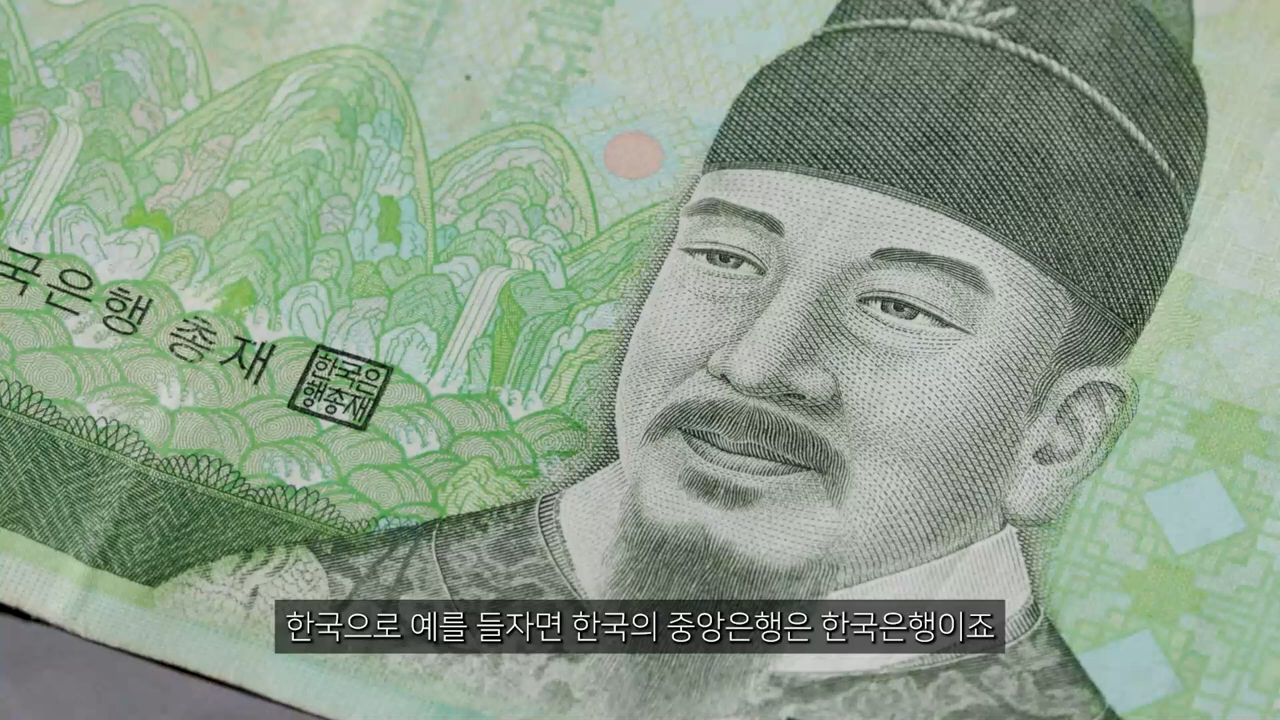 국은행 총재
한국은
행총재
한국으로 예를 들자면 한국의 중앙은행은 한국은행이죠